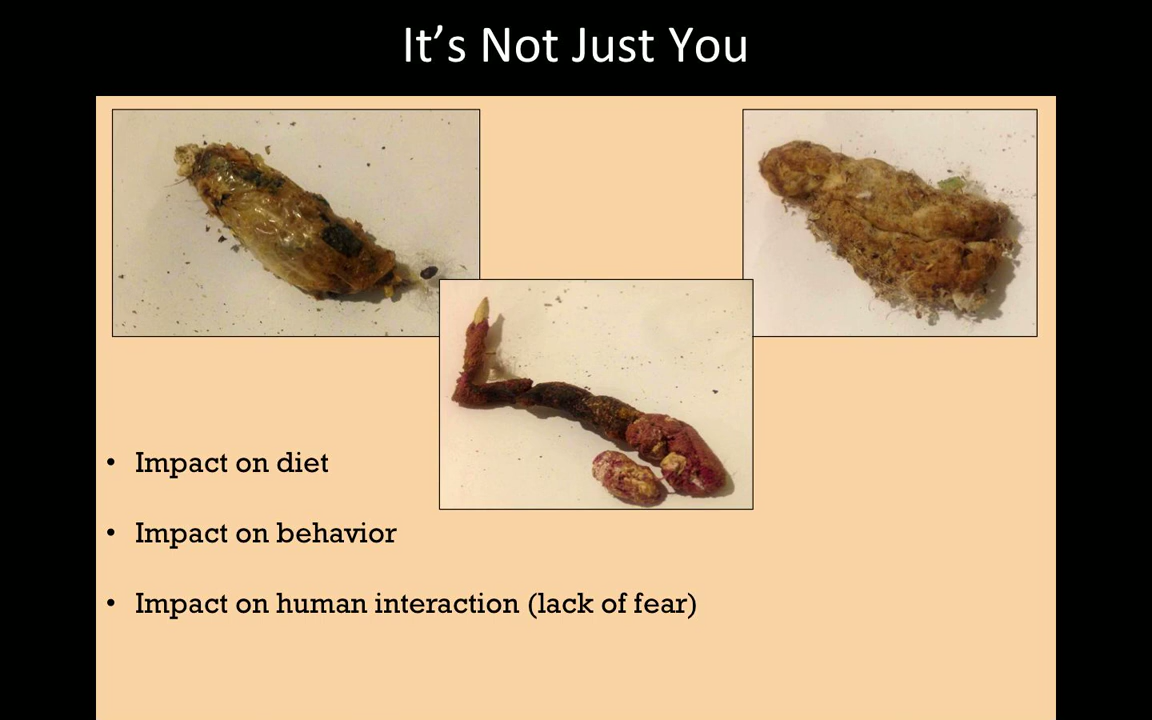 It’s Not Just You
• Impact on diet
• Impact on behavior
• Impact on human interaction (lack of fear)